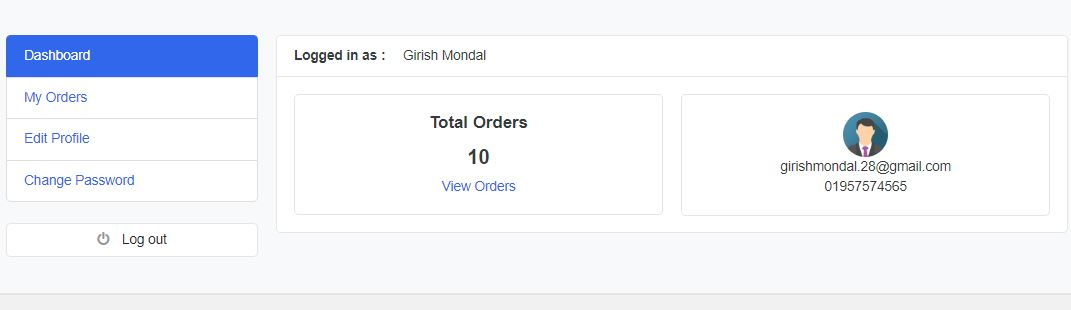 Dashboard
My Orders
Edit Profile
Change Password
Log out
Logged in as : Girish Mondal
Total Orders
10
View Orders
girishmondal.28@gmail.com
01957574565